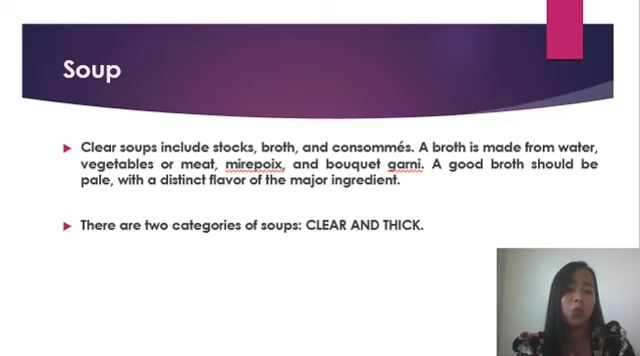 Soup
Clear soups include stocks, broth, and consommés. A broth is made from water,
vegetables or meat, mirepoix, and bouquet garni. A good broth should be
pale, with a distinct flavor of the major ingredient.
There are two categories of soups: CLEAR AND THICK.